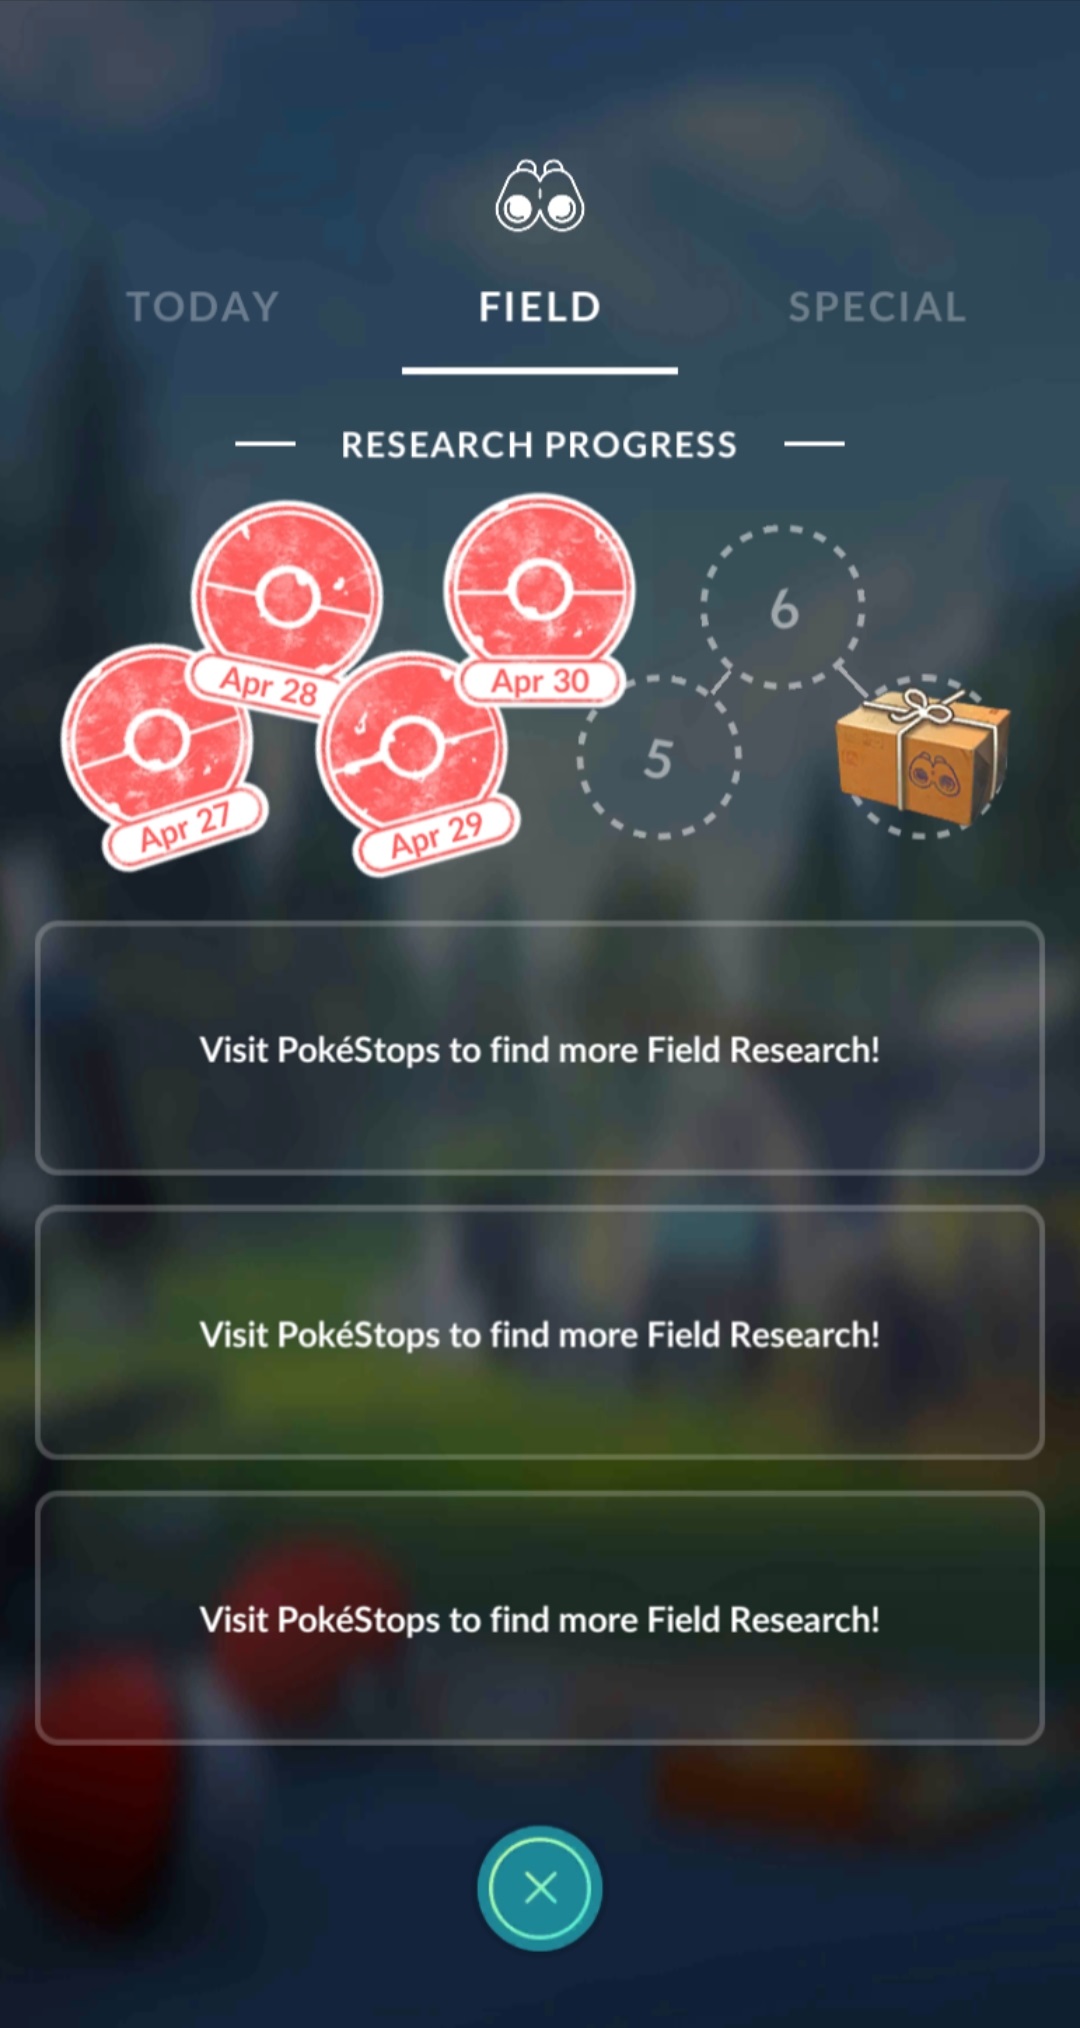 TODAY
FIELD
SPECIAL
RESEARCH PROGRESS
Apr 27
Apr 28
Apr 29
Apr 30
5
6
Visit PokéStops to find more Field Research!
Visit PokéStops to find more Field Research!
Visit PokéStops to find more Field Research!